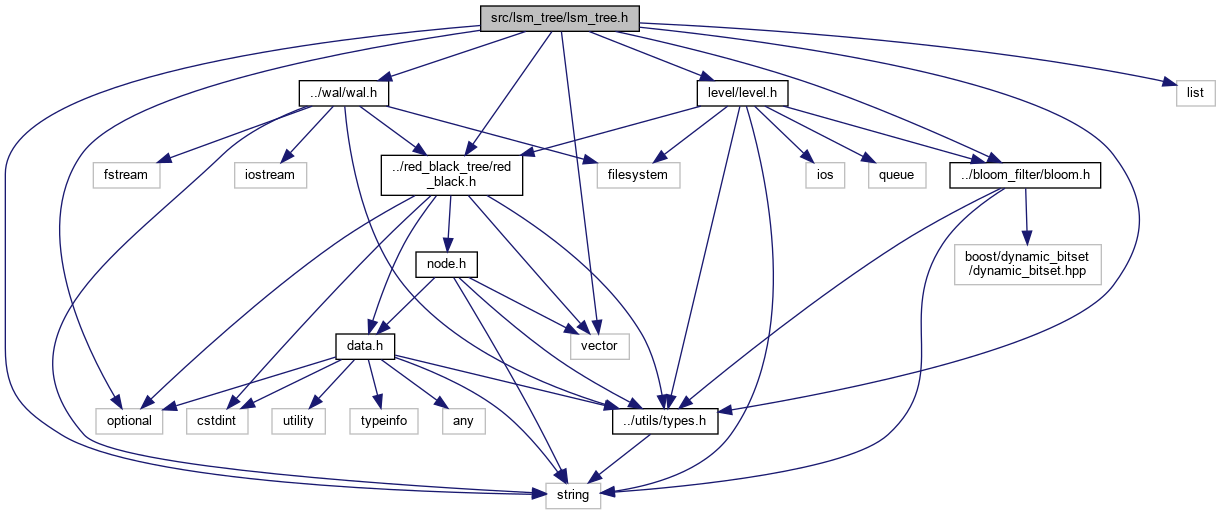 src/lsm_tree/lsm_tree.h
../wal/wal.h
level/level.h
list
fstream
iostream
../red_black_tree/red
_black.h
filesystem
ios
queue
../bloom_filter/bloom.h
node.h
boost/dynamic_bitset
/dynamic_bitset.hpp
data.h
vector
optional
cstdint
utility
typeinfo
any
../utils/types.h
string